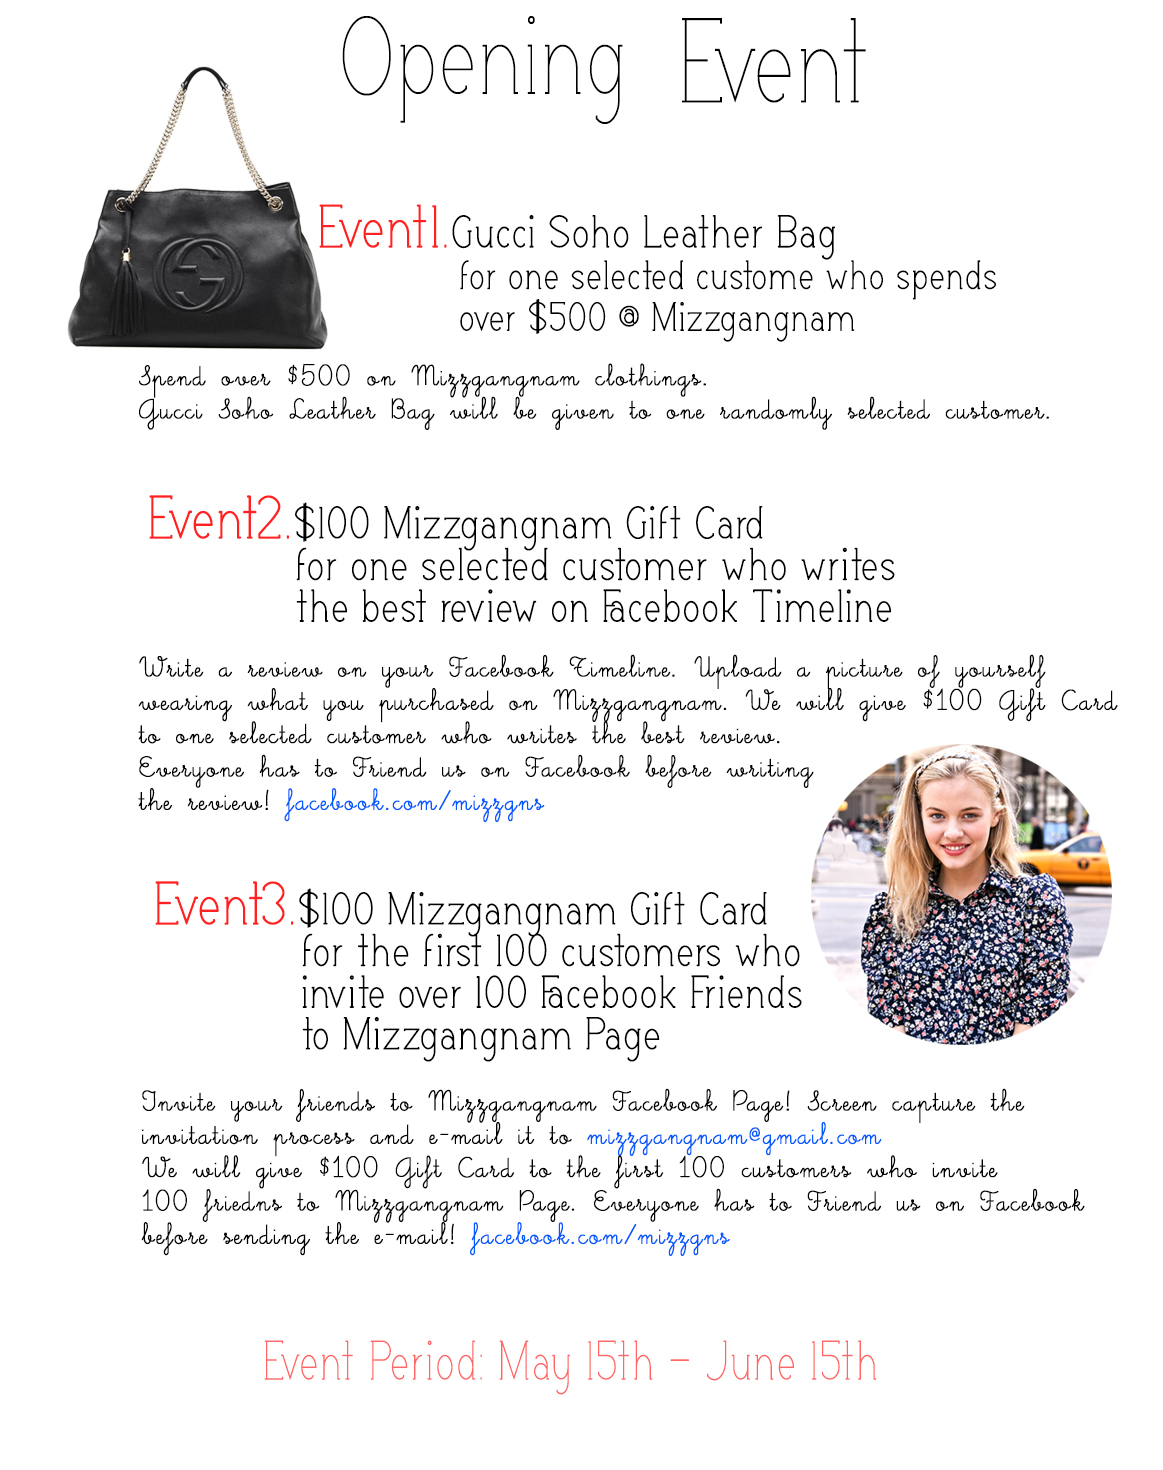 Opening Event
Event1. Gucci Soho Leather Bag
for one selected custome who spends
over $500 @ Mizzgangnam
Spend over $500 on Mizzgangnam clothings.
Gucci Soho Leather Bag will be given to one randomly selected customer.
Event2. $100 Mizzgangnam Gift Card
for one selected customer who writes
the best review on Facebook Timeline
Write a review on your Facebook Timeline. Upload a picture of yourself
wearing what you purchased on Mizzgangnam. We will give $100 Gift Card
to one selected customer who writes the best review.
Everyone has to Friend us on Facebook before writing
the review! facebook.com/mizzgns
Event3. $100 Mizzgangnam Gift Card
for the first 100 customers who
invite over 100 Facebook Friends
to Mizzgangnam Page
Invite your friends to Mizzgangnam Facebook Page! Screen capture the
invitation process and e-mail it to mizzgangnam@gmail.com
We will give $100 Gift Card to the first 100 customers who invite
100 friedns to Mizzgangnam Page. Everyone has to Friend us on Facebook
before sending the e-mail! facebook.com/mizzgns
Event Period: May 15th - June 15th